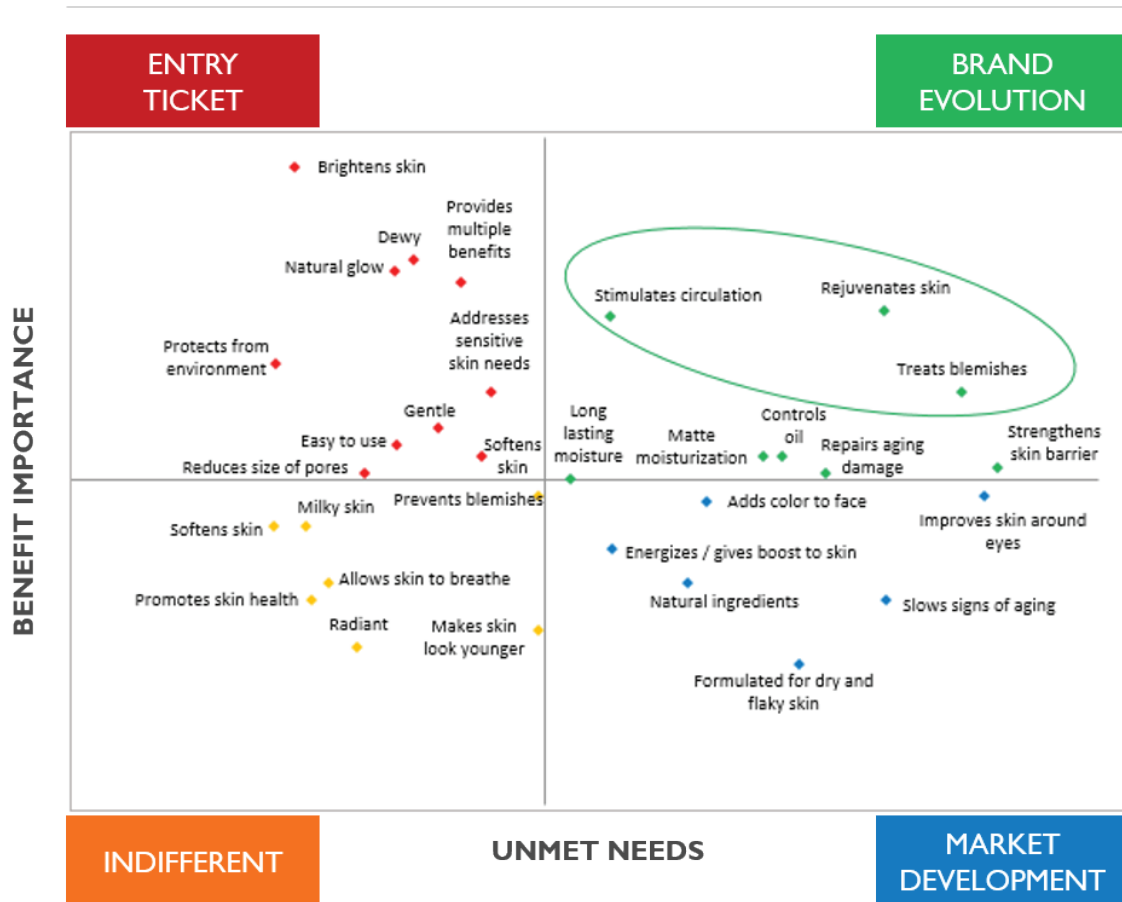 ENTRY
TICKET
BRAND
EVOLUTION
BENEFIT IMPORTANCE
Brightens skin
Provides
multiple
benefits
Dewy
Natural glow
Addresses
sensitive
skin needs
Protects from
environment
Gentle
Easy to use
Softens
skin
Reduces size of pores
Stimulates circulation
Rejuvenates skin
Treats blemishes
Long
lasting
moisture
Matte
moisturization
Controls
oil
Repairs aging
damage
Strengthens
skin barrier
Prevents blemishes
Milky skin
Softens skin
Allows skin to breathe
Promotes skin health
Radiant
Makes skin
look younger
Adds color to face
Improves skin around
eyes
Energizes / gives boost to skin
Natural ingredients
Slows signs of aging
Formulated for dry and
flaky skin
INDIFFERENT
UNMET NEEDS
MARKET
DEVELOPMENT